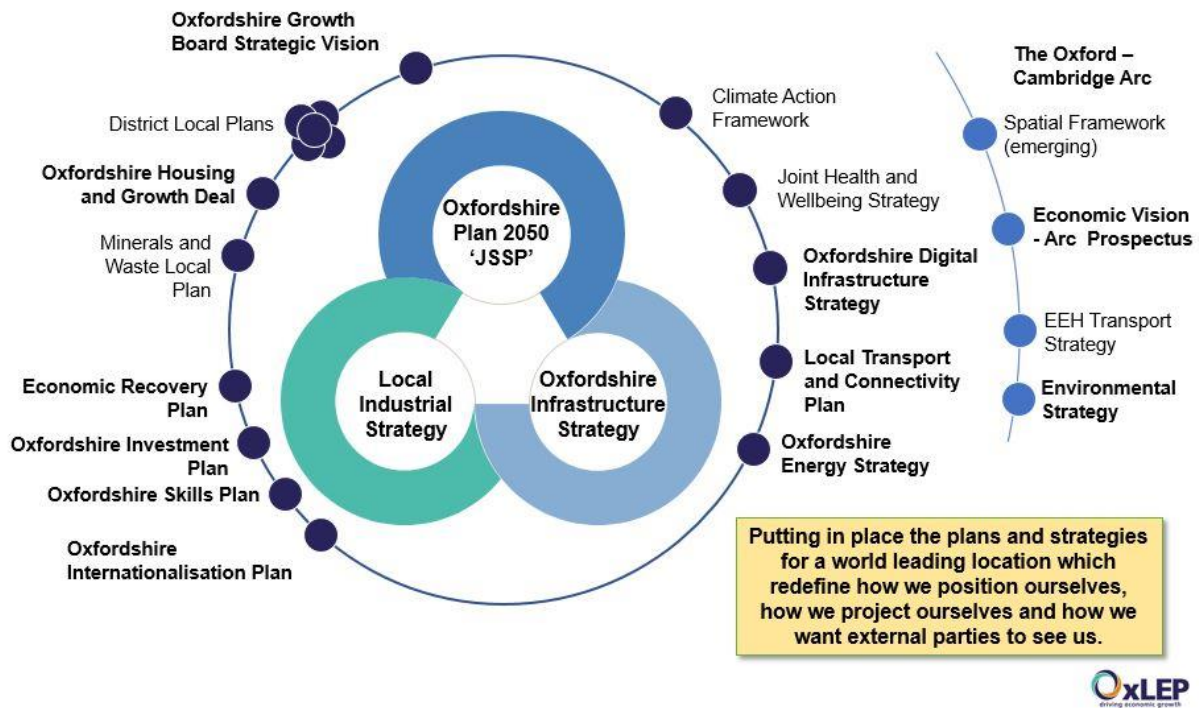 Oxfordshire Growth
Board Strategic Vision
District Local Plans
Oxfordshire Housing
and Growth Deal
Minerals and
Waste Local
Plan
Economic Recovery
Plan
Oxfordshire Investment
Plan
Oxfordshire Skills Plan
Oxfordshire
Internationalisation Plan
Oxfordshire
Plan 2050
‘JSSP’
Local
Industrial
Strategy
Oxfordshire
Infrastructure
Strategy
Climate Action
Framework
Joint Health and
Wellbeing Strategy
Oxfordshire Digital
Infrastructure
Strategy
Local Transport
and Connectivity
Plan
Oxfordshire
Energy Strategy
The Oxford –
Cambridge Arc
Spatial Framework
(emerging)
Economic Vision
- Arc Prospectus
EEH Transport
Strategy
Environmental
Strategy
Putting in place the plans and strategies
for a world leading location which
redefine how we position ourselves,
how we project ourselves and how we
want external parties to see us.
OxLEP
driving economic growth